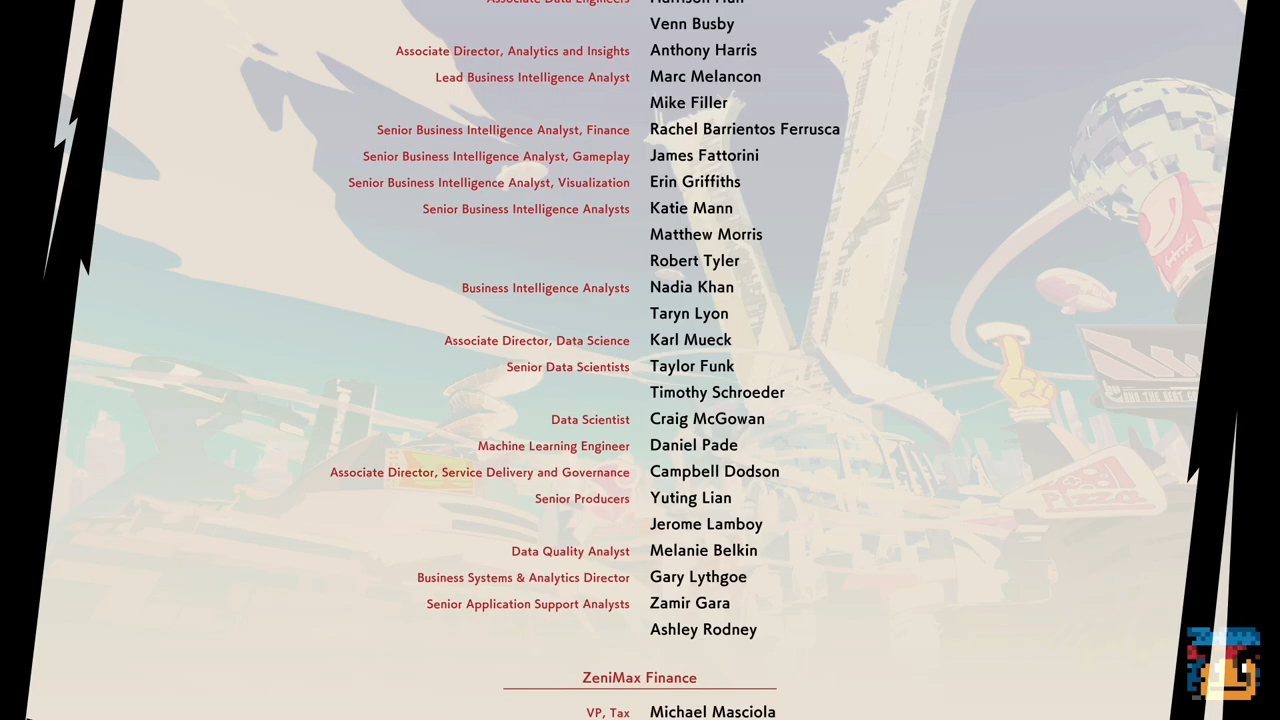 Associate Data Engineers Harrison Hall
Venn Busby
Associate Director, Analytics and Insights Anthony Harris
Lead Business Intelligence Analyst Marc Melancon
Mike Filler
Senior Business Intelligence Analyst, Finance Rachel Barrientos Ferrusca
Senior Business Intelligence Analyst, Gameplay James Fattorini
Senior Business Intelligence Analyst, Visualization Erin Griffiths
Senior Business Intelligence Analysts Katie Mann
Matthew Morris
Robert Tyler
Business Intelligence Analysts Nadia Khan
Taryn Lyon
Associate Director, Data Science Karl Mueck
Senior Data Scientists Taylor Funk
Timothy Schroeder
Data Scientist Craig McGowan
Machine Learning Engineer Daniel Pade
Associate Director, Service Delivery and Governance Campbell Dodson
Senior Producers Yuting Lian
Jerome Lamboy
Data Quality Analyst Melanie Belkin
Business Systems & Analytics Director Gary Lythgoe
Senior Application Support Analysts Zamir Gara
Ashley Rodney
ZeniMax Finance
VP, Tax Michael Masciola
PIZZA